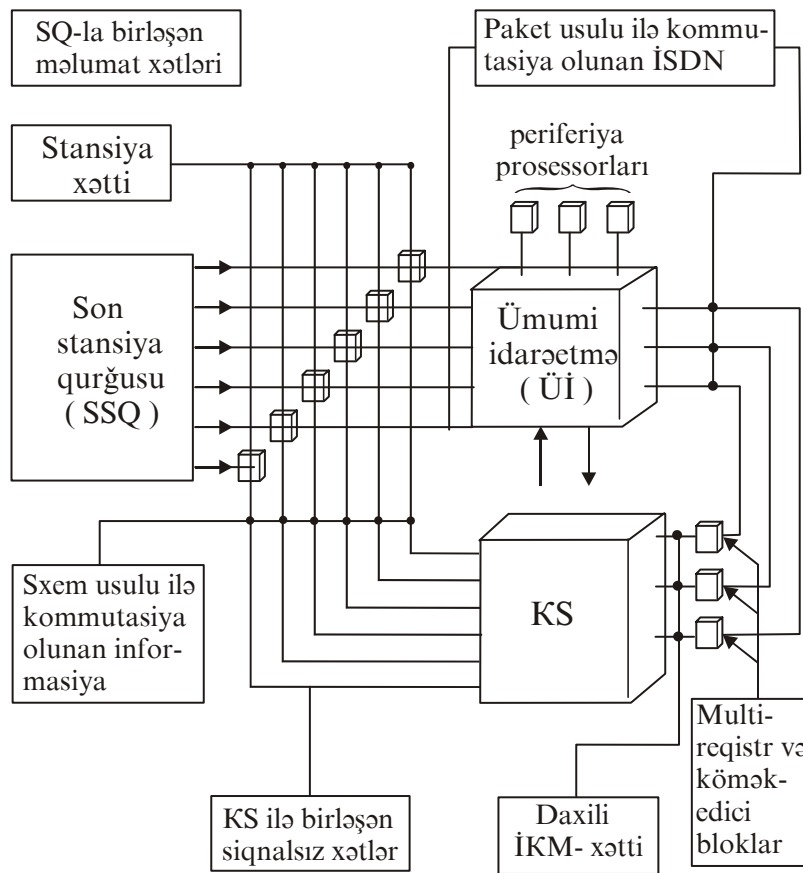 SQ-la birləşən
məlumat xətləri
Paket usulu ilə kommu-
tasiya olunan İSDN
Stansiya
xətti
periferiya
prosessorları
Son
stansiya
qurğusu
( SSQ )
Ümumi
idarəetmə
( Üİ )
Sxem usulu ilə
kommutasiya
olunan infor-
masiya
KS
KS ilə birləşən
siqnalsız xətlər
Daxili
İKM- xətti
Multi-
reqistr və
kömək-
edici
bloklar